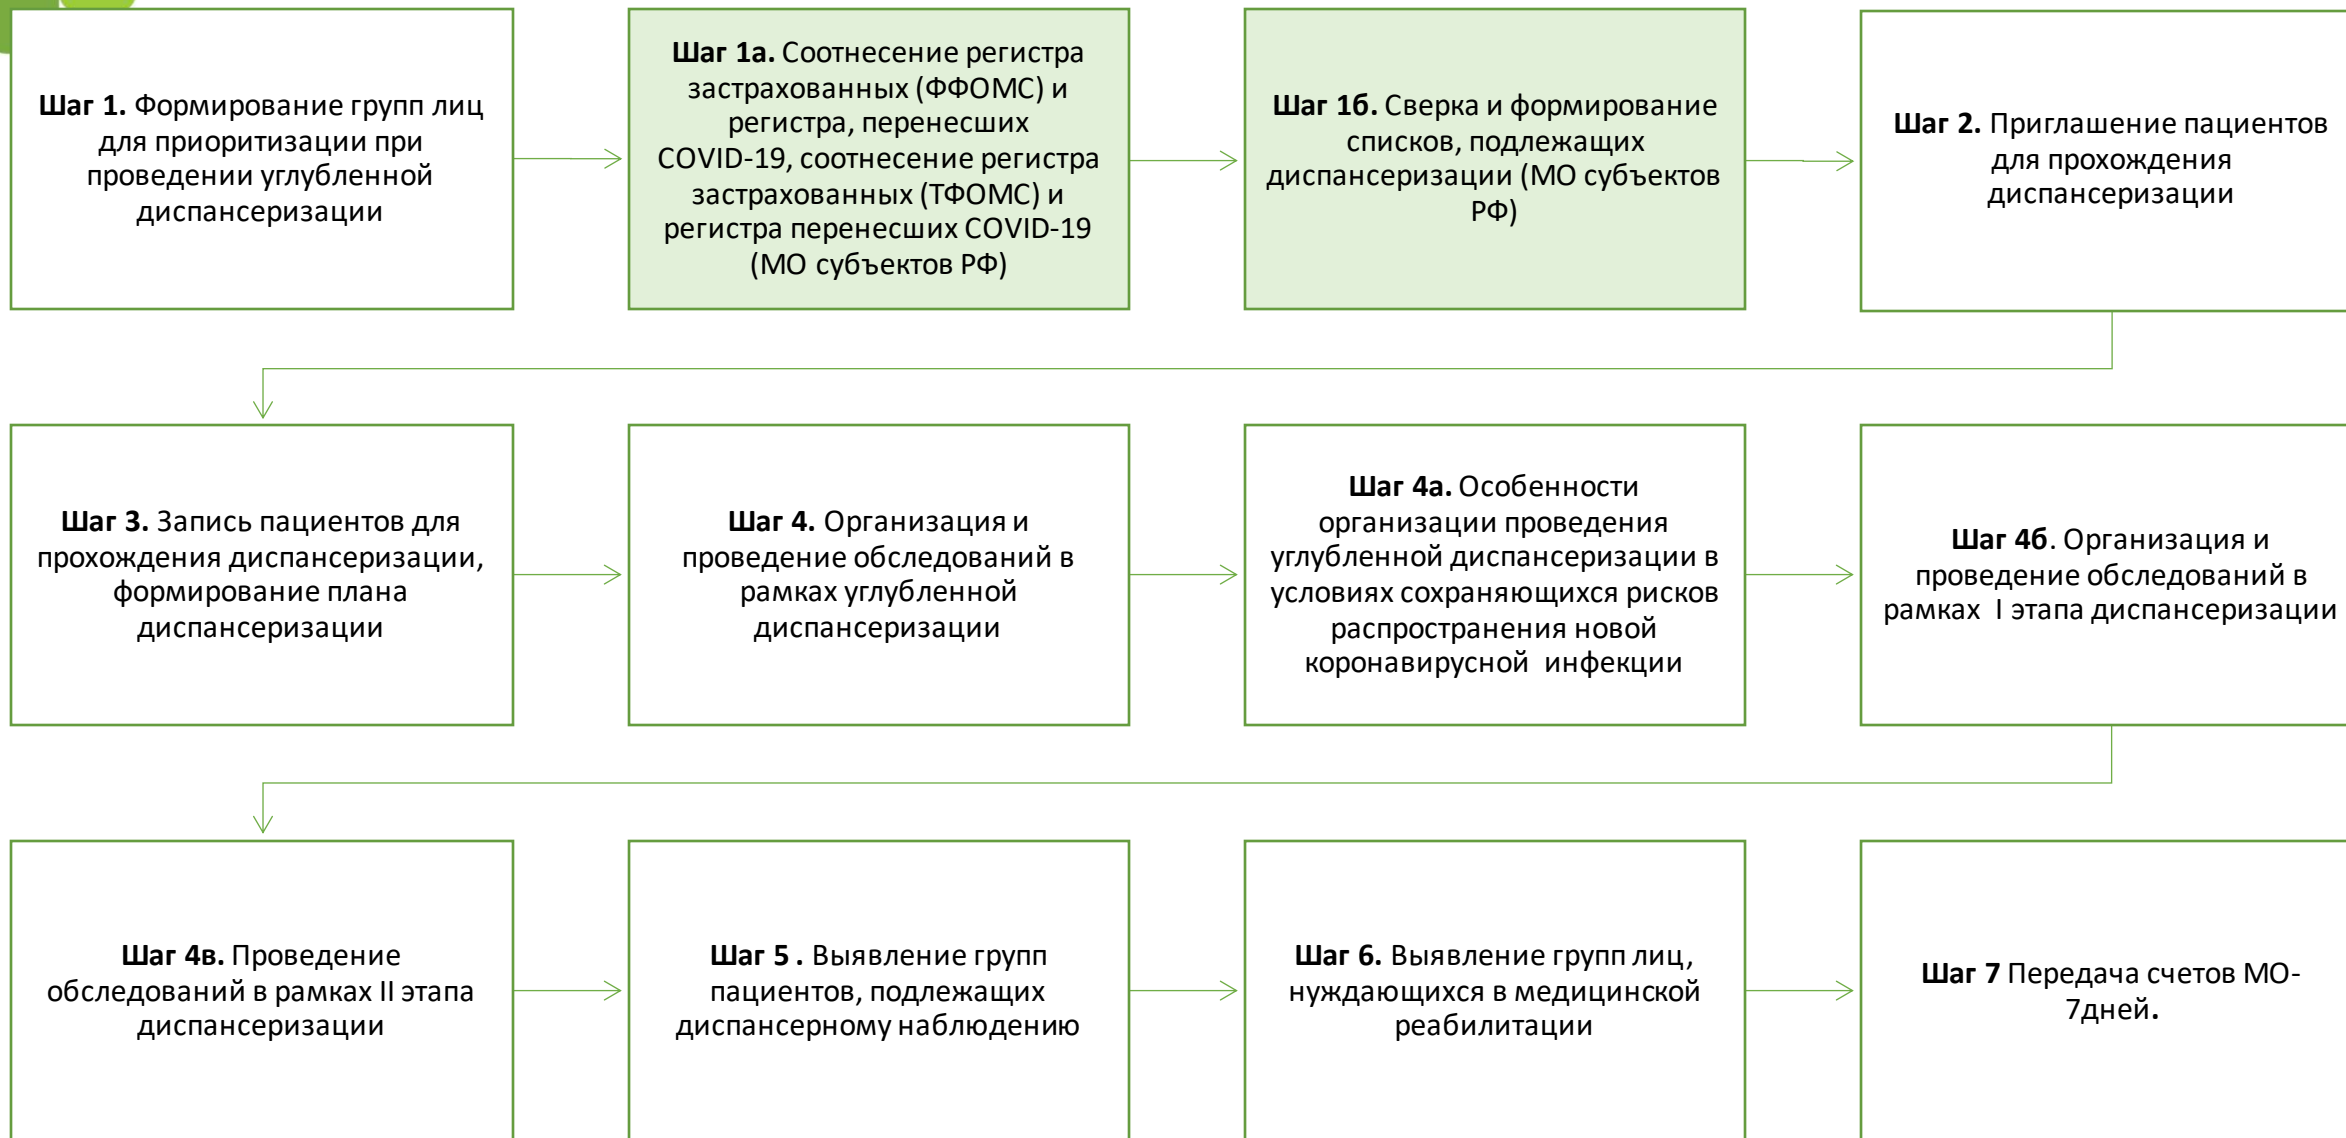 Шаг 1. Формирование групп лиц
для приоритизации при
проведении углубленной
диспансеризации
Шаг 1а. Соотнесение регистра
застрахованных (ФФОМС) и
регистра, перенесших
COVID-19, соотнесение регистра
застрахованных (ТФОМС) и
регистра перенесших COVID-19
(МО субъектов РФ)
Шаг 1б. Сверка и формирование
списков, подлежащих
диспансеризации (МО субъектов
РФ)
Шаг 2. Приглашение пациентов
для прохождения
диспансеризации
Шаг 3. Запись пациентов для
прохождения диспансеризации,
формирование плана
диспансеризации
Шаг 4. Организация и
проведение обследований в
рамках углубленной
диспансеризации
Шаг 4а. Особенности
организации проведения
углубленной диспансеризации в
условиях сохраняющихся рисков
распространения новой
коронавирусной инфекции
Шаг 4б. Организация и
проведение обследований в
рамках I этапа диспансеризации
Шаг 4в. Проведение
обследований в рамках II этапа
диспансеризации
Шаг 5 . Выявление групп
пациентов, подлежащих
диспансерному наблюдению
Шаг 6. Выявление групп лиц,
нуждающихся в медицинской
реабилитации
Шаг 7 Передача счетов МО-
7дней.